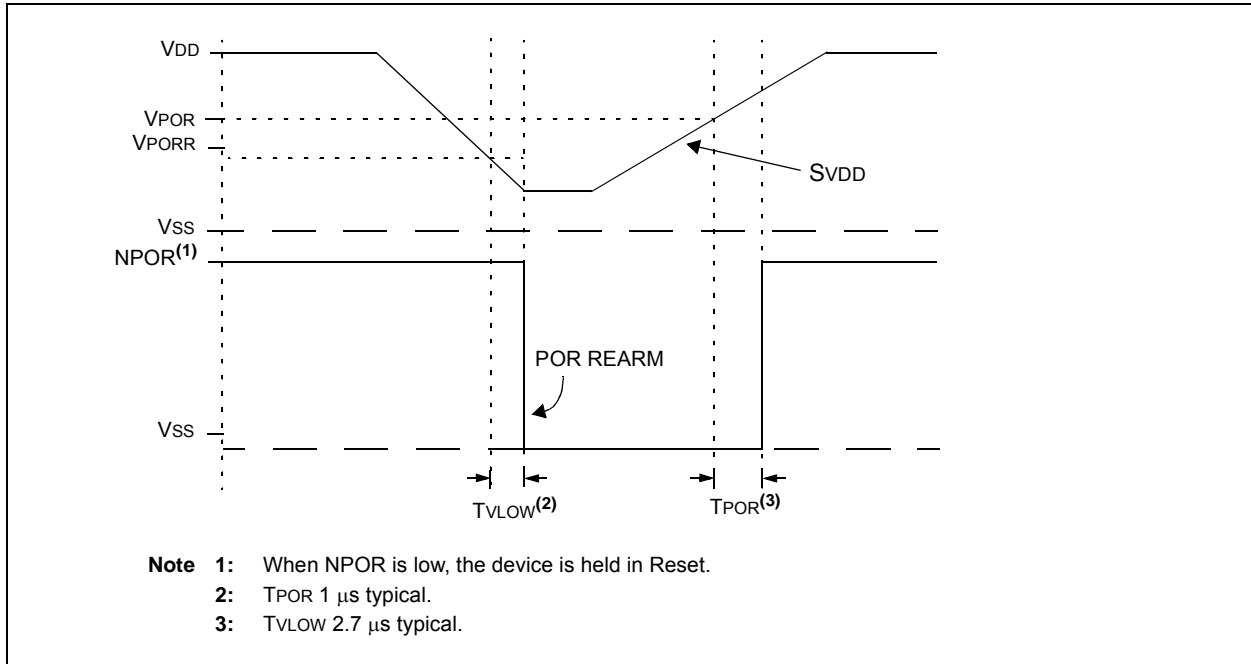 VDD
VPOR
VPORR
SVDD
VSS
NPOR(1)
POR REARM
VSS
TVLOW(2)
TPOR(3)
Note 1: When NPOR is low, the device is held in Reset.
2: TPOR 1 μs typical.
3: TVLOW 2.7 μs typical.